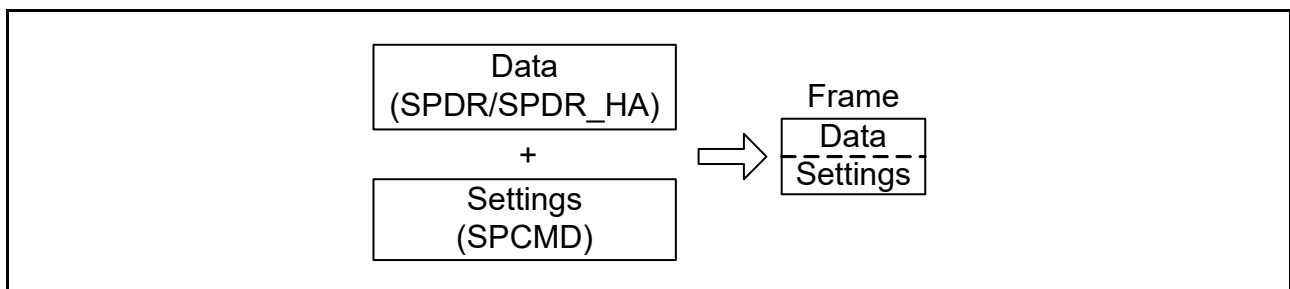 Data
(SPDR/SPDR_HA)
+
Settings
(SPCMD)
Frame
Data
Settings